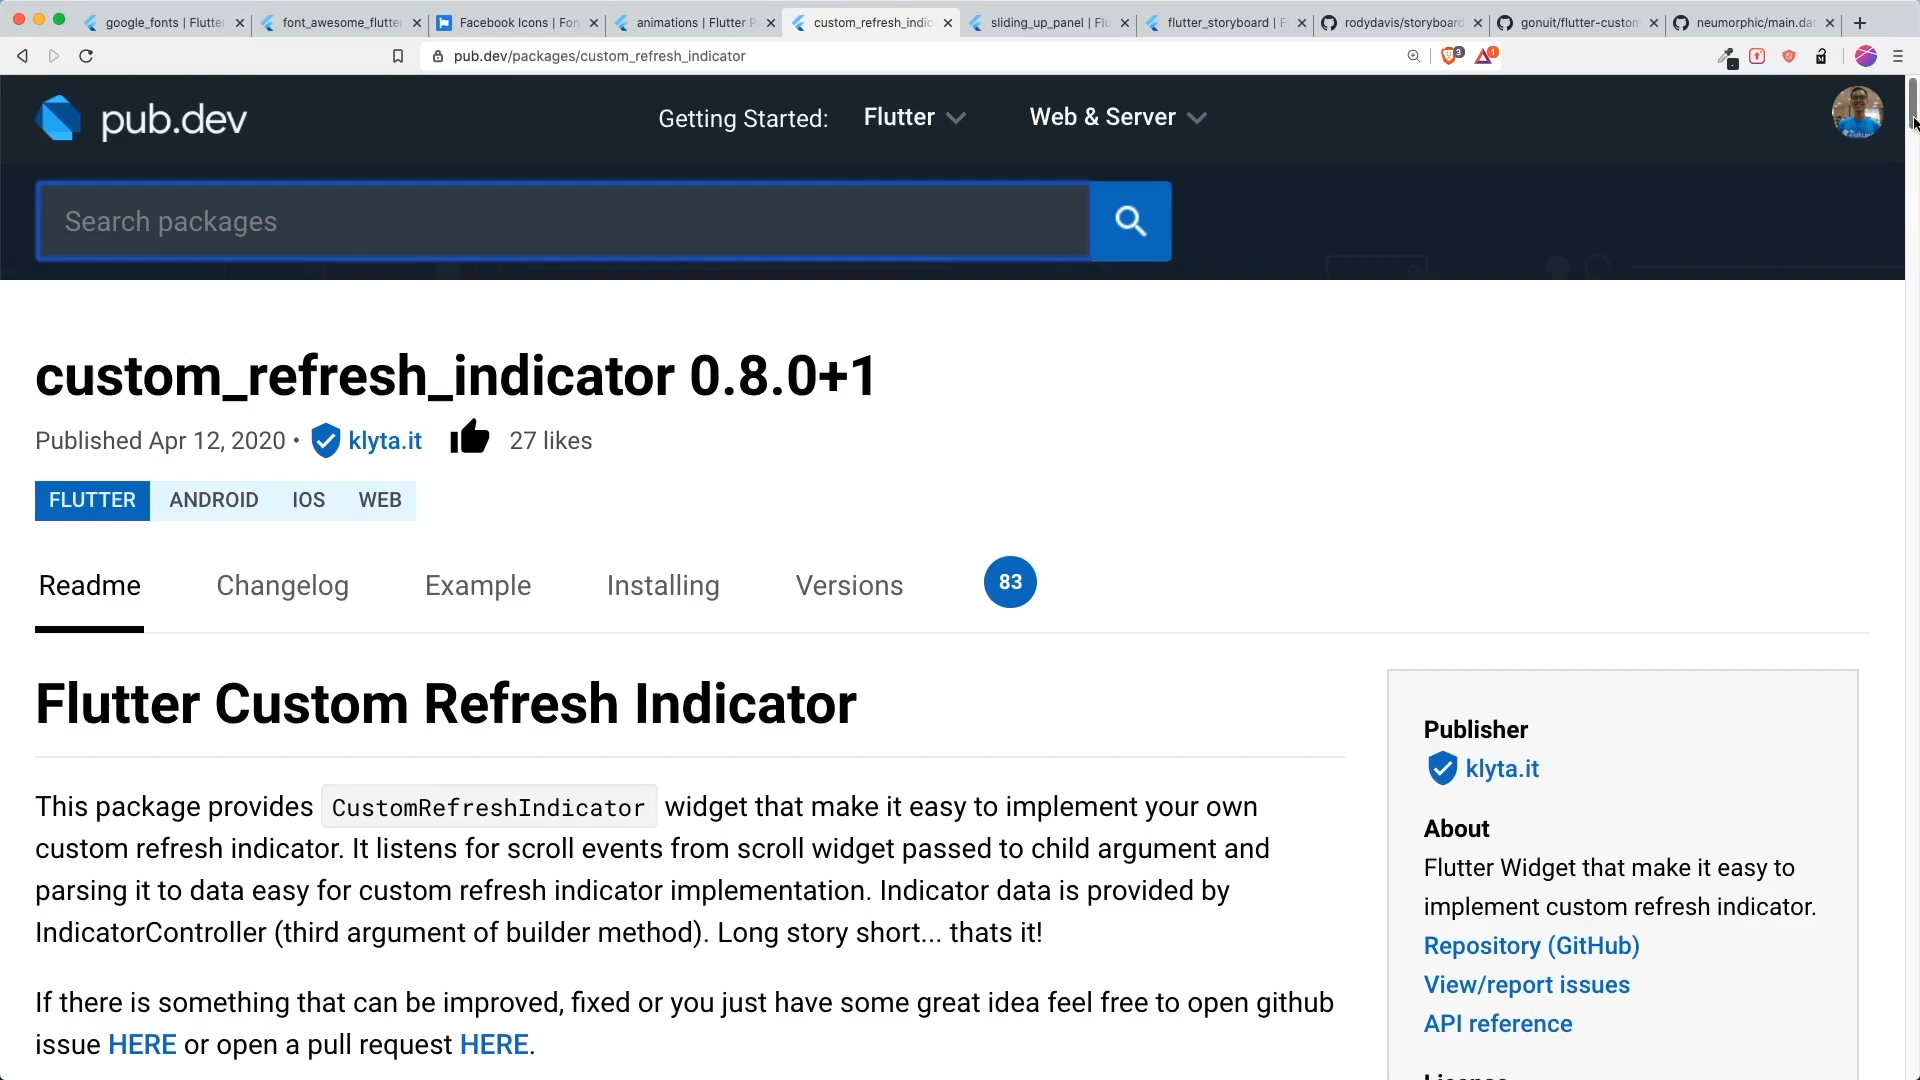 google_fonts | Flutter
font_awesome_flutter
Facebook Icons | Fon
animations | Flutter P
custom_refresh_indic
sliding_up_panel | Flu
flutter_storyboard | F
rodydavis/storyboard
gonuit/flutter-custom
neumorphic/main.dar
pub.dev/packages/custom_refresh_indicator
3
1
pub.dev
Getting Started:
Flutter
Web & Server
Search packages
custom_refresh_indicator 0.8.0+1
Published Apr 12, 2020 • klyta.it 27 likes
FLUTTER ANDROID IOS WEB
Readme Changelog Example Installing Versions 83
Flutter Custom Refresh Indicator
This package provides CustomRefreshIndicator widget that make it easy to implement your own
custom refresh indicator. It listens for scroll events from scroll widget passed to child argument and
parsing it to data easy for custom refresh indicator implementation. Indicator data is provided by
IndicatorController (third argument of builder method). Long story short... thats it!
If there is something that can be improved, fixed or you just have some great idea feel free to open github
issue HERE or open a pull request HERE.
Publisher
klyta.it
About
Flutter Widget that make it easy to
implement custom refresh indicator.
Repository (GitHub)
View/report issues
API reference
License